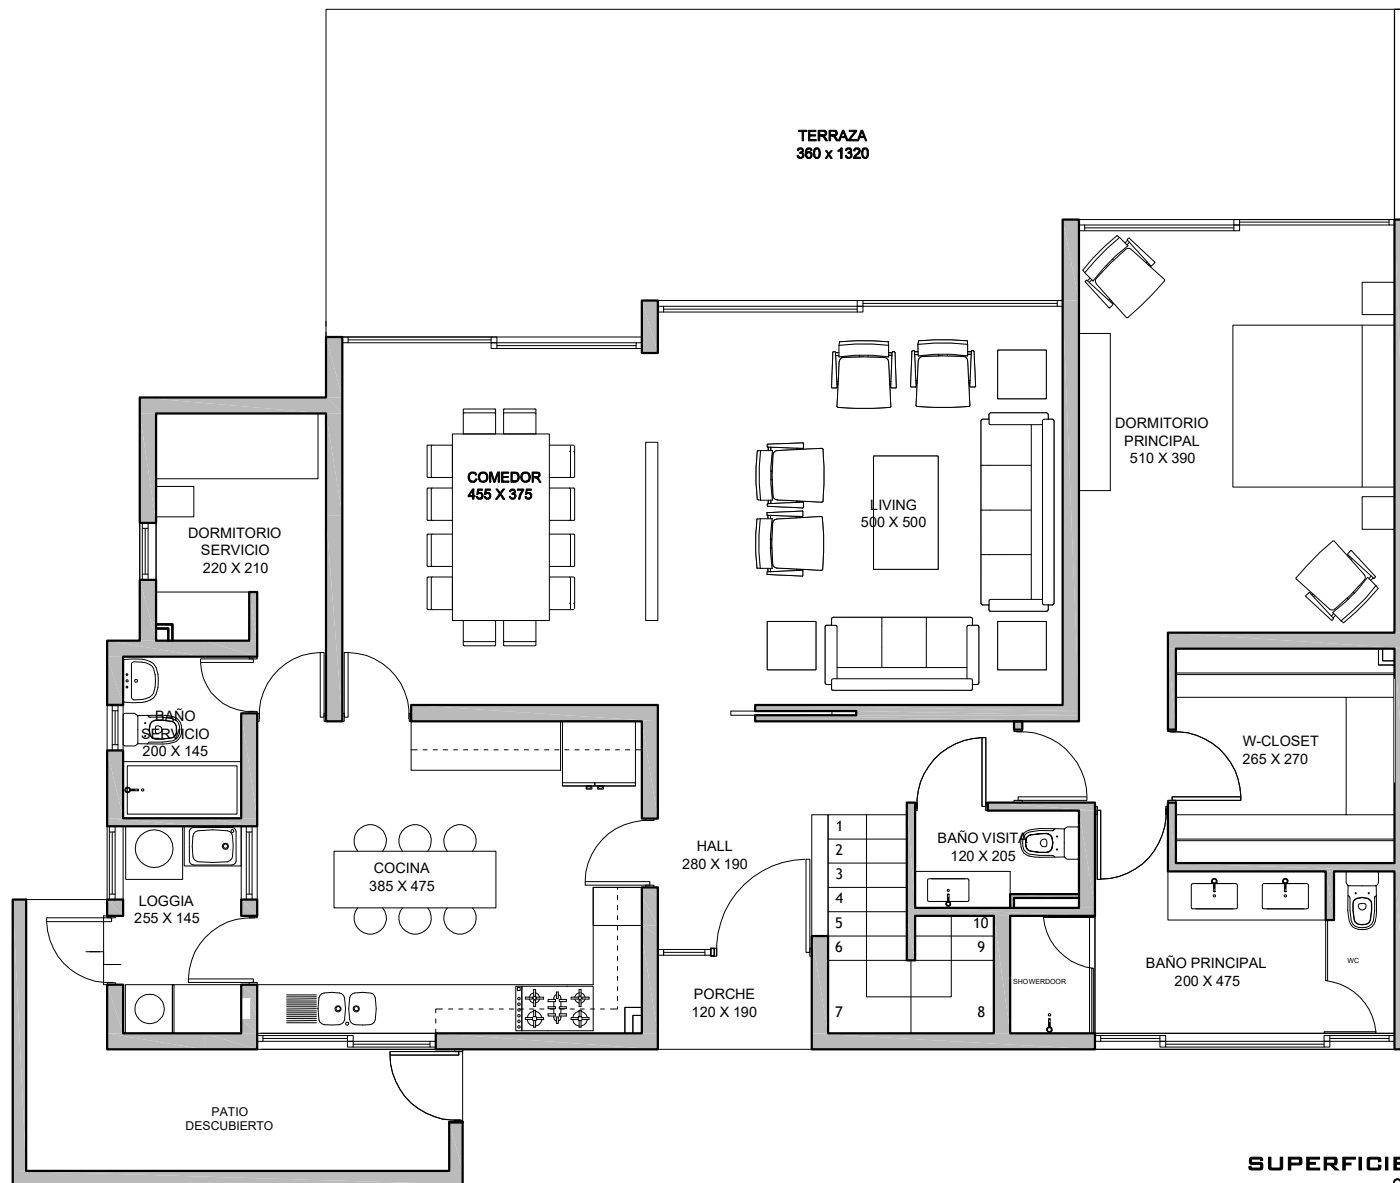 TERRAZA
360 x 1320
DORMITORIO
PRINCIPAL
510 X 390
COMEDOR
455 X 375
LIVING
500 X 500
DORMITORIO
SERVICIO
220 X 210
BAÑO
SERVICIO
200 X 145
W-CLOSET
265 X 270
HALL
280 X 190
1
2
3
4
5
6
7
8
9
10
BAÑO VISITA
120 X 205
COCINA
385 X 475
LOGGIA
255 X 145
PORCHE
120 X 190
SHOWERDOOR
BAÑO PRINCIPAL
200 X 475
WC
PATIO
DESCUBIERTO
SUPERFICIE